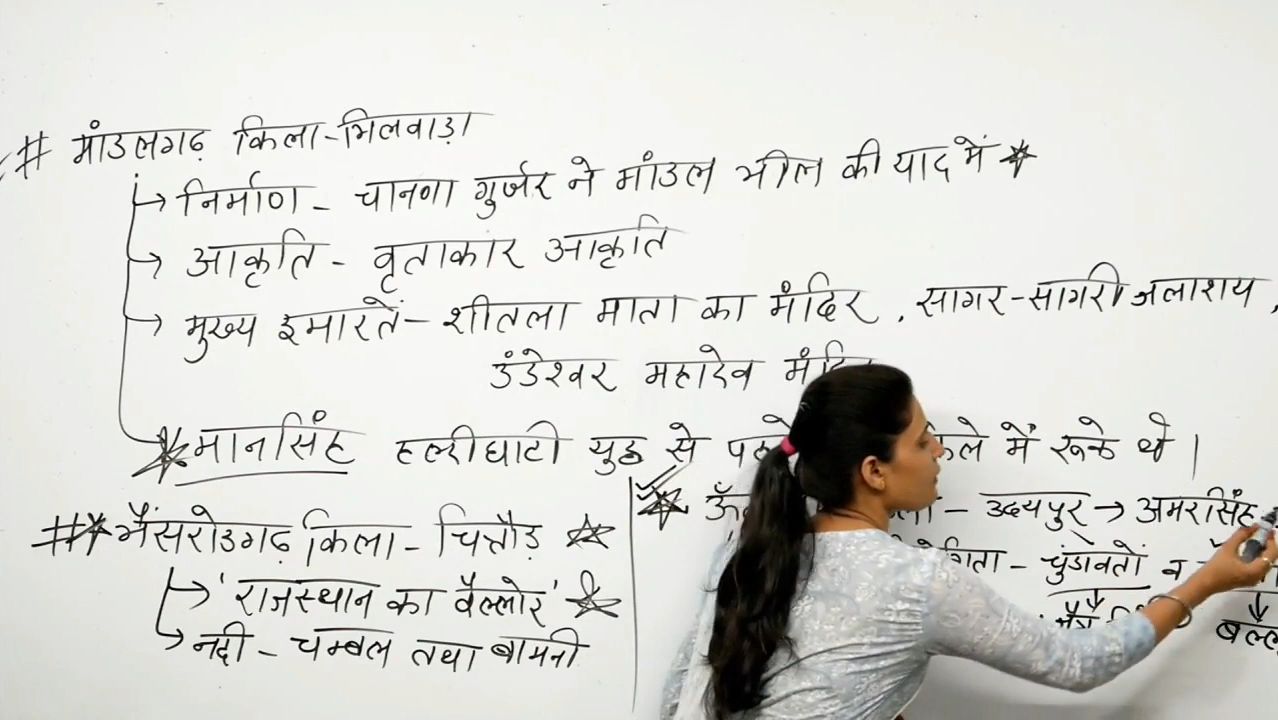 # मांडलगढ़ किला-भिलवाड़ा
→ निर्माण - चानणा गुर्जर ने मांडल भील की याद में ☆
→ आकृति - वृताकार आकृति
→ मुख्य इमारतें - शीतला माता का मंदिर, सागर-सागरी जलाशय,
उंडेश्वर महादेव
☆ मानसिंह हल्दीघाटी युद्ध से में रूके थे।
## भैंसरोडगढ़ किला - चित्तौड़ ☆
→ 'राजस्थान का वैल्लोर' ☆
→ नदी - चम्बल तथा बामनी
☆ - उदयपुर → अमरसिंह
- चुंडावतों व